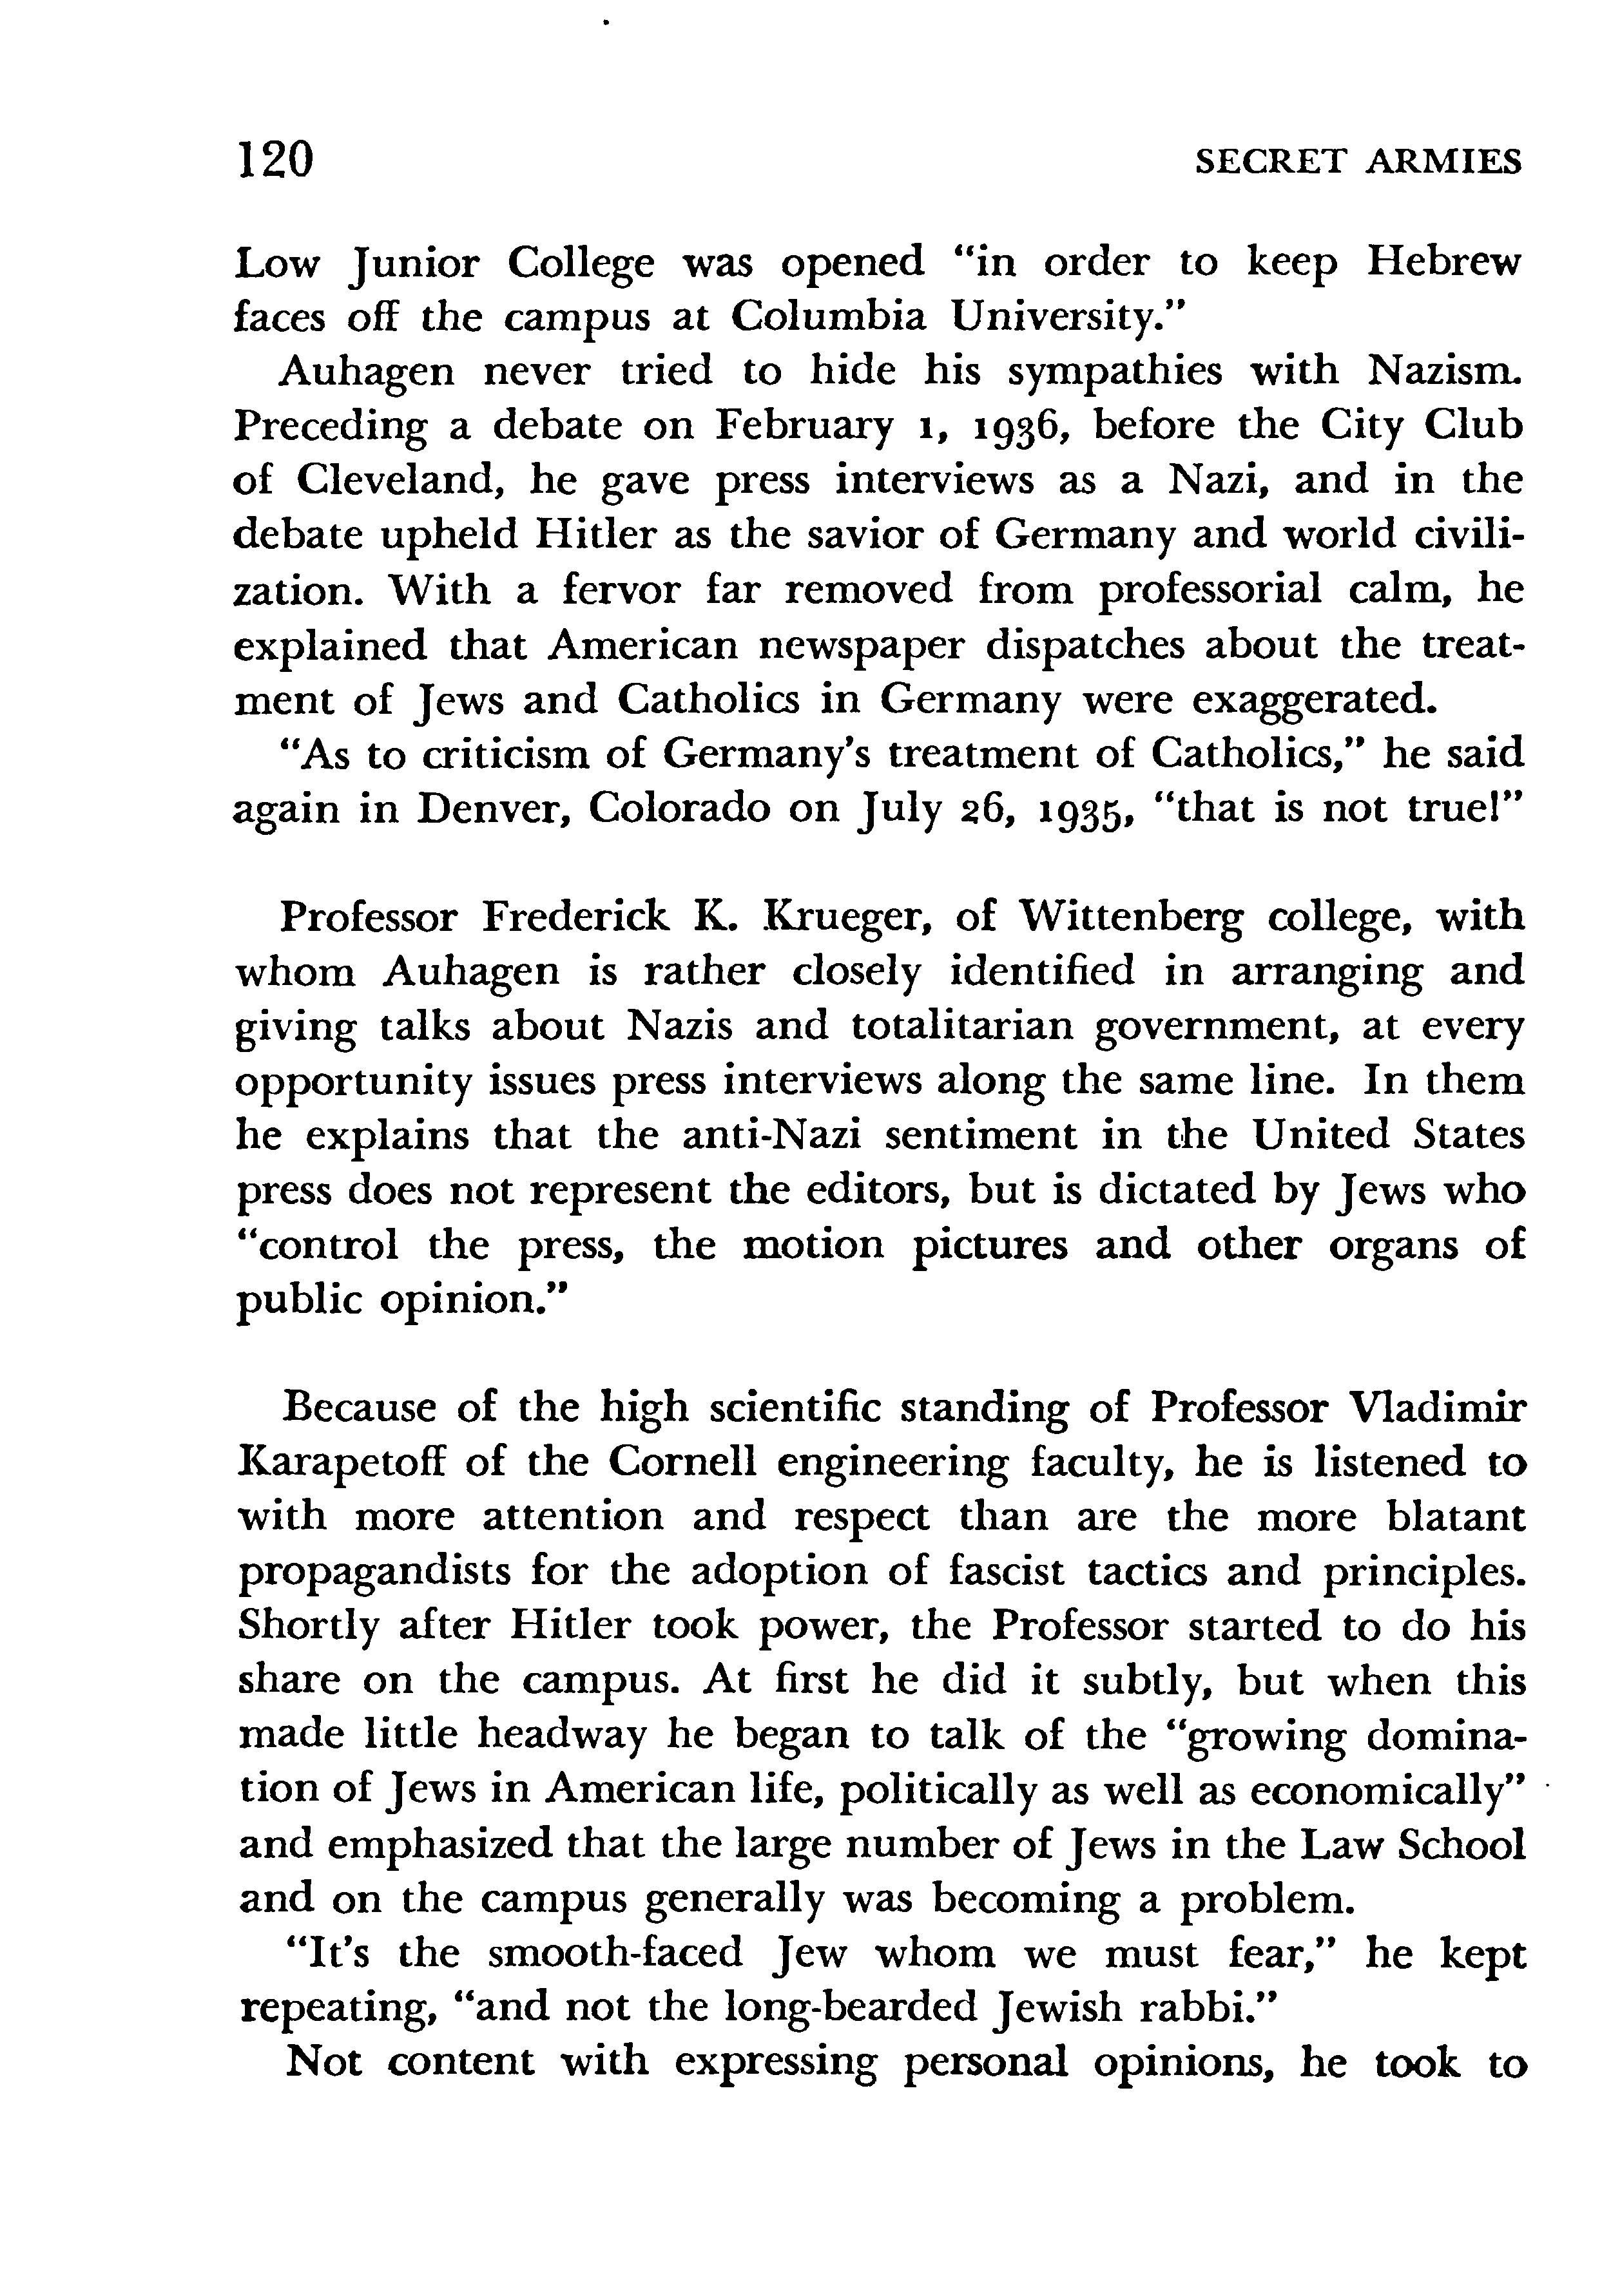 120 SECRET ARMIES
Low Junior College was opened “in order to keep Hebrew
faces off the campus at Columbia University.”
Auhagen never tried to hide his sympathies with Nazism.
Preceding a debate on February 1, 1936, before the City Club
of Cleveland, he gave press interviews as a Nazi, and in the
debate upheld Hitler as the savior of Germany and world civili-
zation. With a fervor far removed from professorial calm, he
explained that American newspaper dispatches about the treat-
ment of Jews and Catholics in Germany were exaggerated.
“As to criticism of Germany’s treatment of Catholics,” he said
again in Denver, Colorado on July 26, 1935, “that is not true!”
Professor Frederick K. Krueger, of Wittenberg college, with
whom Auhagen is rather closely identified in arranging and
giving talks about Nazis and totalitarian government, at every
opportunity issues press interviews along the same line. In them
he explains that the anti-Nazi sentiment in the United States
press does not represent the editors, but is dictated by Jews who
“control the press, the motion pictures and other organs of
public opinion.”
Because of the high scientific standing of Professor Vladimir
Karapetoff of the Cornell engineering faculty, he is listened to
with more attention and respect than are the more blatant
propagandists for the adoption of fascist tactics and principles.
Shortly after Hitler took power, the Professor started to do his
share on the campus. At first he did it subtly, but when this
made little headway he began to talk of the “growing domina-
tion of Jews in American life, politically as well as economically”
and emphasized that the large number of Jews in the Law School
and on the campus generally was becoming a problem.
“It’s the smooth-faced Jew whom we must fear,” he kept
repeating, “and not the long-bearded Jewish rabbi.”
Not content with expressing personal opinions, he took to